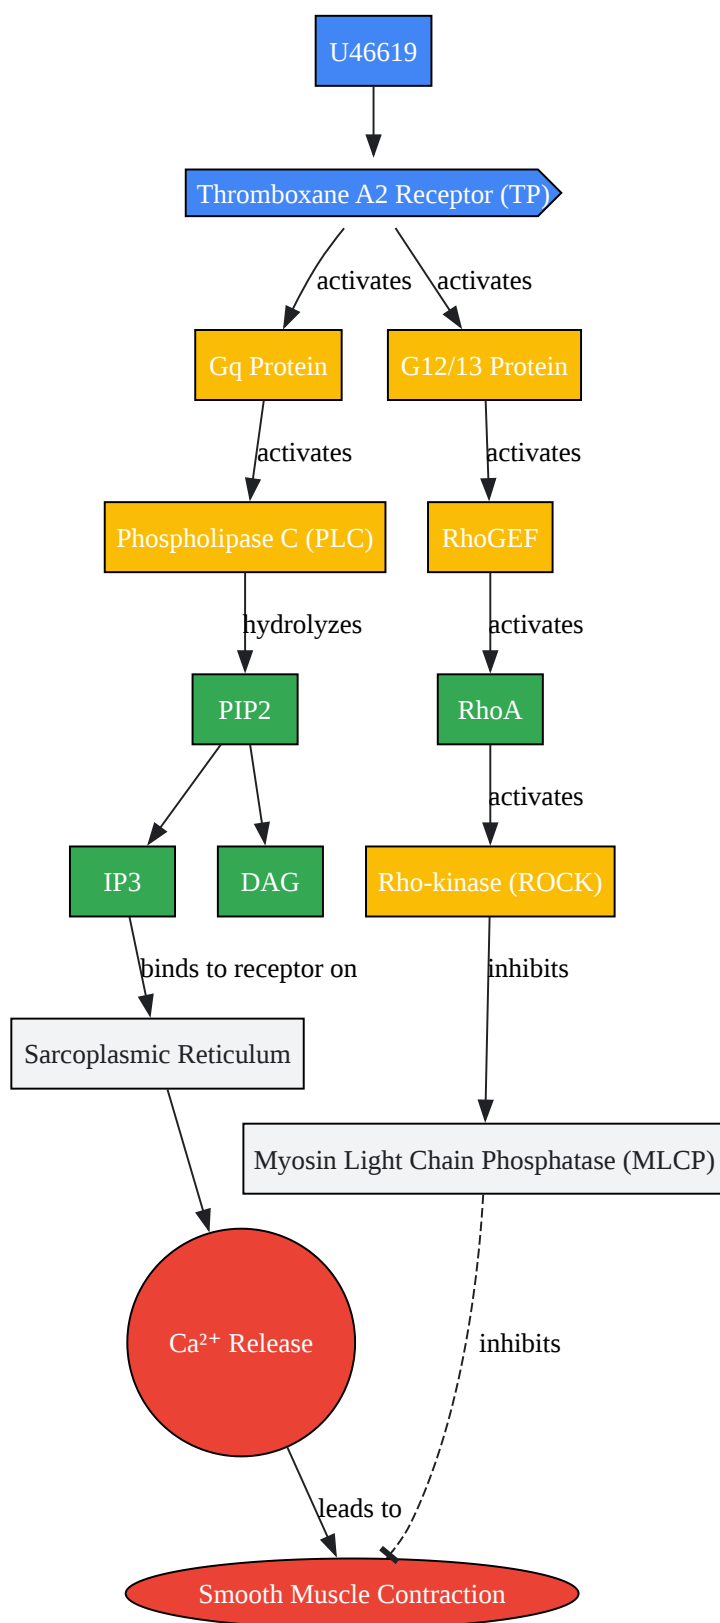 U46619
Thromboxane A2 Receptor (TP)
activates
activates
Gq Protein
G12/13 Protein
activates
activates
Phospholipase C (PLC)
RhoGEF
hydrolyzes
activates
PIP2
RhoA
activates
IP3
DAG
Rho-kinase (ROCK)
binds to receptor on
inhibits
Sarcoplasmic Reticulum
Myosin Light Chain Phosphatase (MLCP)
Ca²⁺ Release
inhibits
leads to
Smooth Muscle Contraction